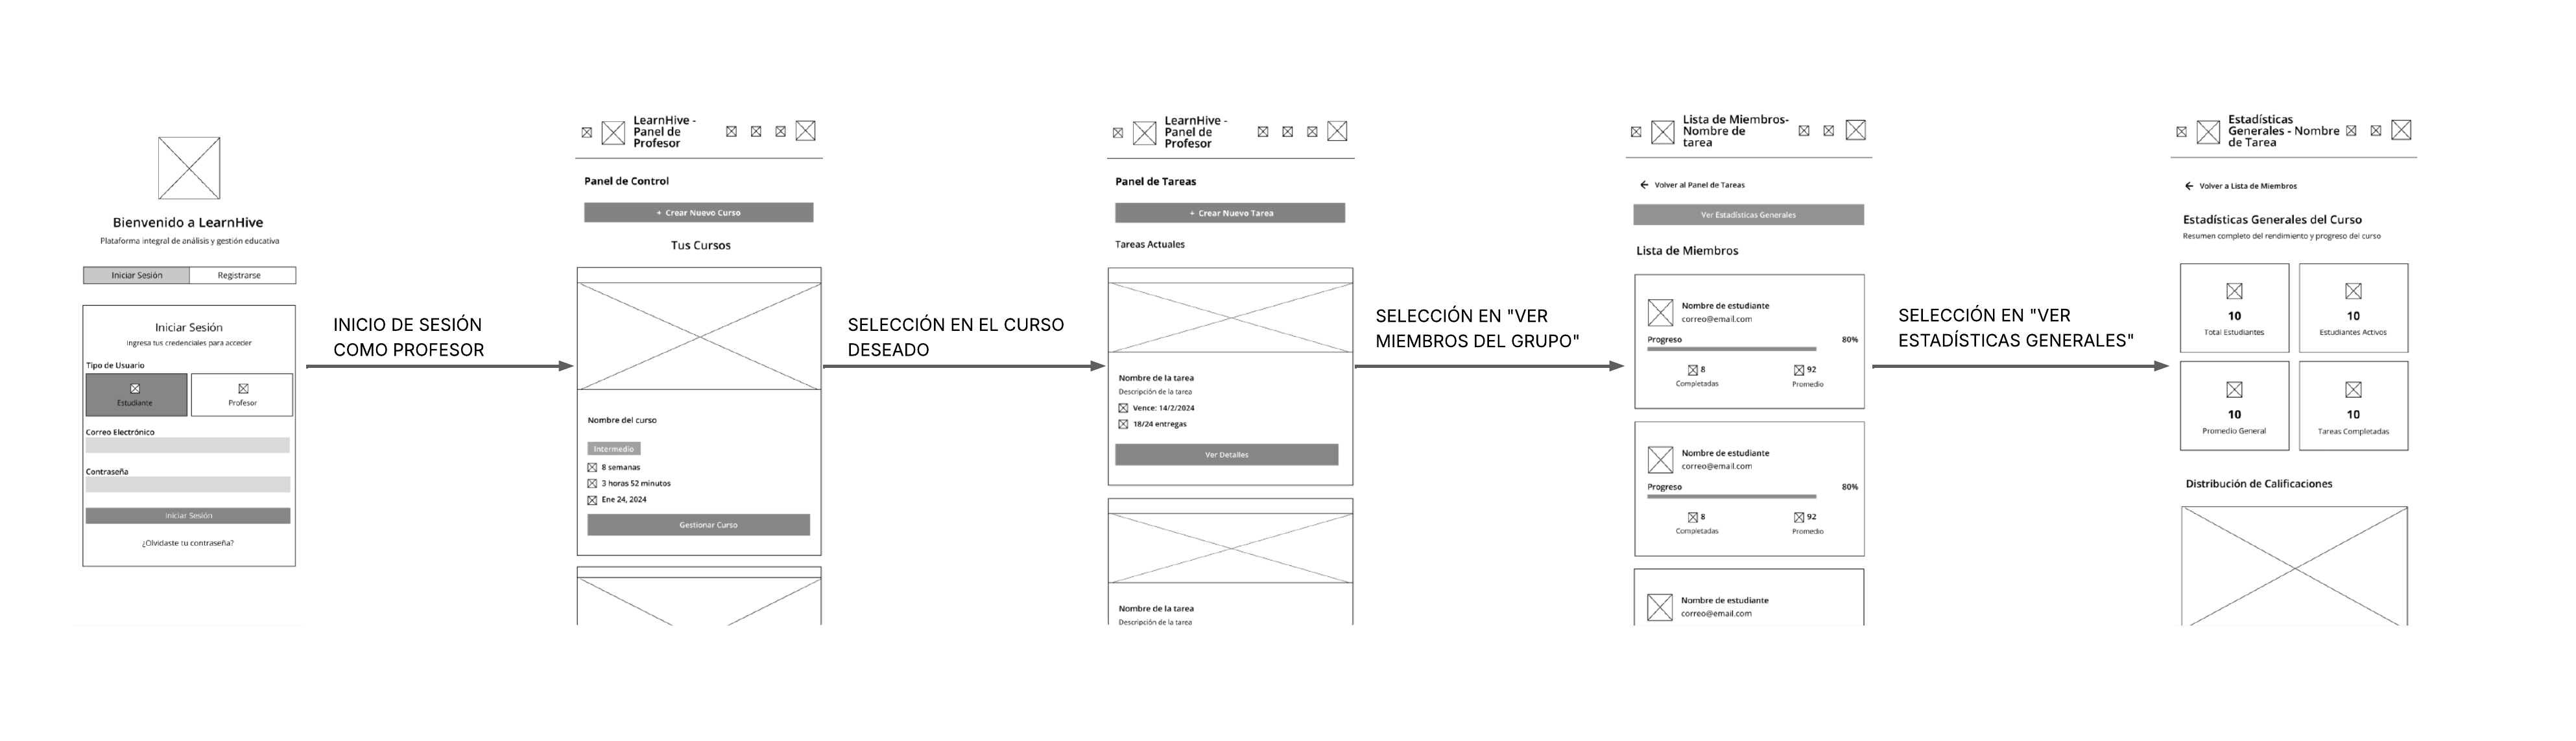 Bienvenido a LearnHive
Plataforma integral de análisis y gestión educativa
Iniciar Sesión
Registrarse
Iniciar Sesión
Ingresa tus credenciales para acceder
Tipo de Usuario
Estudiante
Profesor
Correo Electrónico
Contraseña
Iniciar Sesión
¿Olvidaste tu contraseña?
INICIO DE SESIÓN
COMO PROFESOR
LearnHive -
Panel de
Profesor
Panel de Control
+ Crear Nuevo Curso
Tus Cursos
Nombre del curso
Intermedio
8 semanas
3 horas 52 minutos
Ene 24, 2024
Gestionar Curso
SELECCIÓN EN EL CURSO
DESEADO
LearnHive -
Panel de
Profesor
Panel de Tareas
+ Crear Nuevo Tarea
Tareas Actuales
Nombre de la tarea
Descripción de la tarea
Vence: 14/2/2024
18/24 entregas
Ver Detalles
Nombre de la tarea
Descripción de la tarea
SELECCIÓN EN "VER
MIEMBROS DEL GRUPO"
Lista de Miembros-
Nombre de
tarea
Volver al Panel de Tareas
Ver Estadísticas Generales
Lista de Miembros
Nombre de estudiante
correo@email.com
Progreso 80%
8 92
Completadas Promedio
Nombre de estudiante
correo@email.com
Progreso 80%
8 92
Completadas Promedio
Nombre de estudiante
correo@email.com
SELECCIÓN EN "VER
ESTADÍSTICAS GENERALES"
Estadísticas
Generales - Nombre
de Tarea
Volver a Lista de Miembros
Estadísticas Generales del Curso
Resumen completo del rendimiento y progreso del curso
10
Total Estudiantes
10
Estudiantes Activos
10
Promedio General
10
Tareas Completadas
Distribución de Calificaciones